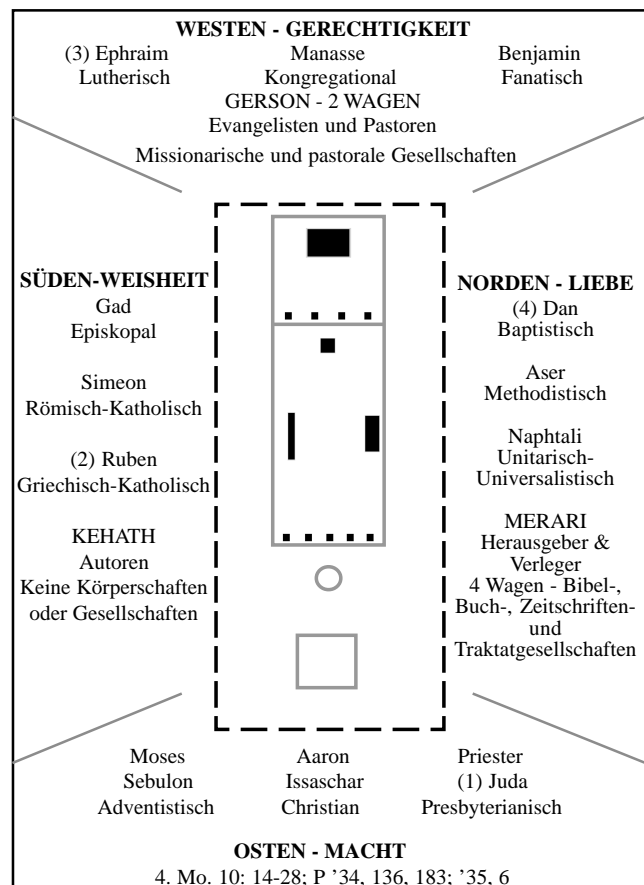 WESTEN - GERECHTIGKEIT
(3) Ephraim Manasse Benjamin
Lutherisch Kongregational Fanatisch
GERSON - 2 WAGEN
Evangelisten und Pastoren
Missionarische und pastorale Gesellschaften
SÜDEN-WEISHEIT
Gad
Episkopal
Simeon
Römisch-Katholisch
(2) Ruben
Griechisch-Katholisch
KEHATH
Autoren
Keine Körperschaften
oder Gesellschaften
NORDEN - LIEBE
(4) Dan
Baptistisch
Aser
Methodistisch
Naphtali
Unitarisch-
Universalistisch
MERARI
Herausgeber &
Verleger
4 Wagen - Bibel-,
Buch-, Zeitschriften-
und
Traktatgesellschaften
Moses Aaron Priester
Sebulon Issaschar (1) Juda
Adventistisch Christian Presbyterianisch
OSTEN - MACHT
4. Mo. 10: 14-28; P ’34, 136, 183; ’35, 6